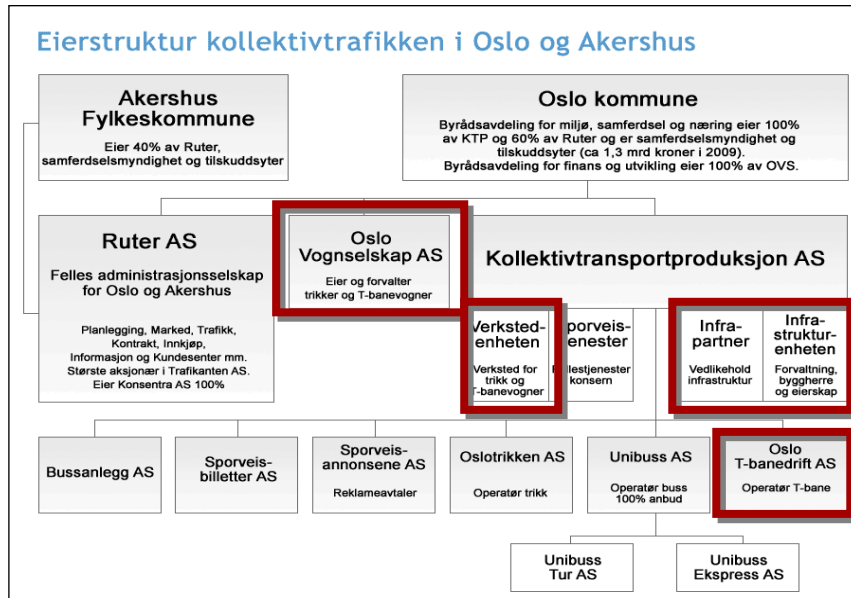 Eierstruktur kollektivtrafikken i Oslo og Akershus
Akershus
Fylkeskommune
Eier 40% av Ruter,
samferdselsmyndighet og tilskuddsyter
Oslo kommune
Byrådsavdeling for miljø, samferdsel og næring eier 100%
av KTP og 60% av Ruter og er samferdselsmyndighet og
tilskuddsyter (ca 1,3 mrd kroner i 2009).
Byrådsavdeling for finans og utvikling eier 100% av OVS.
Ruter AS
Felles administrasjonsselskap
for Oslo og Akershus
Planlegging, Marked, Trafikk,
Kontrakt, Innkjøp,
Informasjon og Kundesenter mm.
Største aksjonær i Trafikanten AS.
Eier Konsentra AS 100%
Oslo
Vognselskap AS
Eier og forvalter
trikker og T-banevogner
Kollektivtransportproduksjon AS
Verksted-
enheten
Verksted for
trikk og
T-banevogner
konsern
Infra-
partner
Vedlikehold
infrastruktur
Infra-
strukturenheten
Forvaltning,
byggherre
og eierskap
Bussanlegg AS
Sporveis-
billetter AS
Sporveis-
annonsene AS
Reklameavtaler
Oslotrikken AS
Operatør trikk
Unibuss AS
Operatør buss
100% anbud
Oslo
T-banedrift AS
Operatør T-bane
Unibuss
Tur AS
Unibuss
Ekspress AS